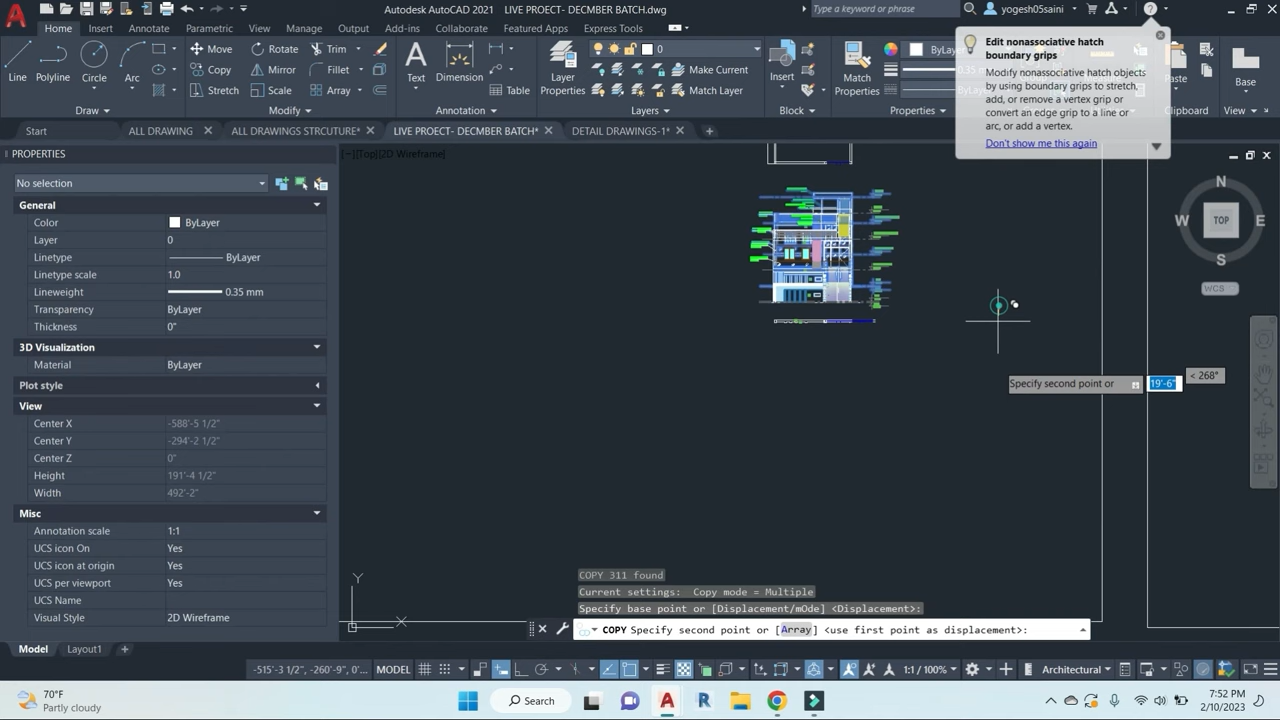 Autodesk AutoCAD 2021 LIVE PROECT- DECMBER BATCH.dwg
Type a keyword or phrase
yogesh05saini
Home Insert Annotate Parametric Output Add-ins Collaborate Featured Apps Express Tools
Line
Polyline
Circle
Arc
Move
Copy
Stretch
Trim
Fillet
Array
Text
Dimension
Table
Layer
Properties
0
Make Current
Match Layer
Insert
Match
Properties
ByLayer
Paste
Base
Draw
Annotation
Layers
Block
Properties
Clipboard
View
Edit nonassociative hatch
boundary grips
Modify nonassociative hatch objects
by using boundary grips to stretch,
add, or remove a vertex grip or
convert an edge grip to a line or
arc, or add a vertex.
Don't show me this again
Start
ALL DRAWING
LIVE PROJECT- DECMBER BATCH*
DETAIL DRAWINGS-1*
PROPERTIES
[−][Top][2D Wireframe]
No selection
General
Color ByLayer
Layer 0
Linetype ByLayer
Linetype scale 1.0
Lineweight 0.35 mm
Transparency ByLayer
Thickness 0"
3D Visualization
Material ByLayer
Plot style
View
Center X -588'-5 1/2"
Center Y -294'-2 1/2"
Center Z 0"
Height 191'-4 1/2"
Width 492'-2"
Misc
Annotation scale 1:1
UCS icon On Yes
UCS icon at origin Yes
UCS per viewport Yes
UCS Name
Visual Style 2D Wireframe
N
W TOP E
S
WCS
Specify second point or
19'-6"
< 268°
Y
X
COPY 311 found
Current settings: Copy mode = Multiple
Specify base point or [Displacement/mOde] <Displacement>:
COPY Specify second point or [Array] <use first point as displacement>:
Model Layout1
-515'-3 1/2", -260'-9", 0' MODEL
1:1 / 100%
Architectural
70°F
Partly cloudy
Search
7:52 PM
2/10/2023